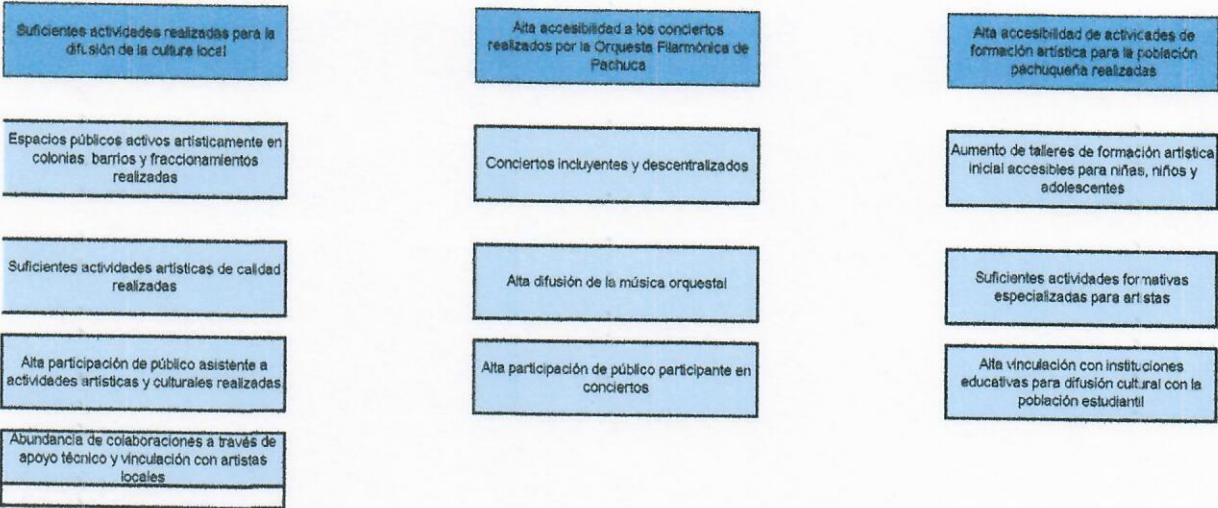 Suficientes actividades realizadas para la
difusión de la cultura local
Espacios públicos activos artísticamente en
colonias, barrios y fraccionamientos
realizadas
Suficientes actividades artísticas de calidad
realizadas
Alta participación de público asistente a
actividades artísticas y culturales realizadas
Abundancia de colaboraciones a través de
apoyo técnico y vinculación con artistas
locales
Alta accesibilidad a los conciertos
realizados por la Orquesta Filarmónica de
Pachuca
Conciertos incluyentes y descentralizados
Alta difusión de la música orquestal
Alta participación de público participante en
conciertos
Alta accesibilidad de actividades de
formación artística para la población
pachuqueña realizadas
Aumento de talleres de formación artística
inicial accesibles para niñas, niños y
adolescentes
Suficientes actividades formativas
especializadas para artistas
Alta vinculación con instituciones
educativas para difusión cultural con la
población estudiantil